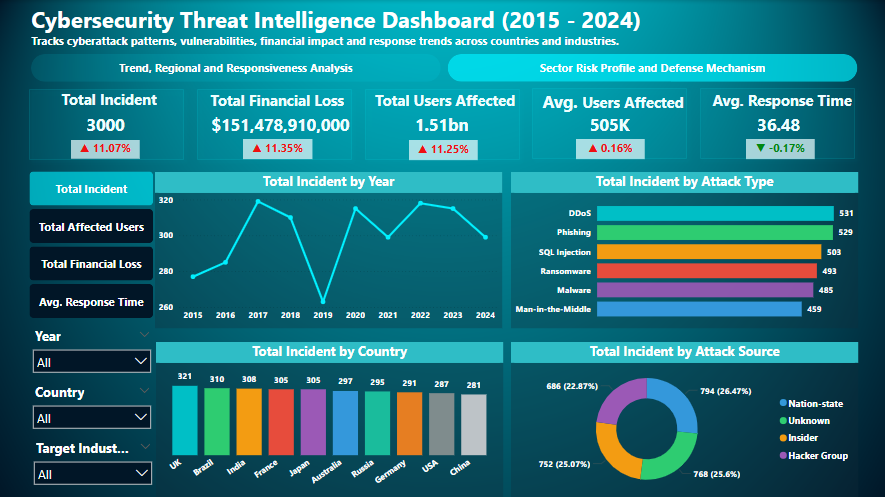 Cybersecurity Threat Intelligence Dashboard (2015 - 2024)
Tracks cyberattack patterns, vulnerabilities, financial impact and response trends across countries and industries.
Trend, Regional and Responsiveness Analysis
Sector Risk Profile and Defense Mechanism
Total Incident
3000
▲ 11.07%
Total Financial Loss
$151,478,910,000
▲ 11.35%
Total Users Affected
1.51bn
▲ 11.25%
Avg. Users Affected
505K
▲ 0.16%
Avg. Response Time
36.48
▼ -0.17%
Total Incident
Total Affected Users
Total Financial Loss
Avg. Response Time
Year
All
Country
All
Target Indust...
All
Total Incident by Year
320
300
280
260
2015 2016 2017 2018 2019 2020 2021 2022 2023 2024
Total Incident by Attack Type
DDoS 531
Phishing 529
SQL Injection 503
Ransomware 493
Malware 485
Man-in-the-Middle 459
Total Incident by Country
321 310 308 305 305 297 295 291 287 281
UK Brazil India France Japan Australia Russia Germany USA China
Total Incident by Attack Source
686 (22.87%)
794 (26.47%)
752 (25.07%)
768 (25.6%)
Nation-state
Unknown
Insider
Hacker Group